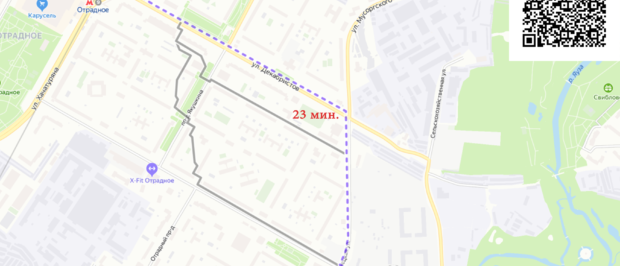 Карусель
Отрадное
ОТРАДНОЕ
ул. Хачатуряна
ул. Декабристов
ул. Мусоргского
Сельскохозяйственная ул.
р. Яуза
Свиблово
Отрадное
23 мин.
X-Fit Отрадное
Отрадный пр-д